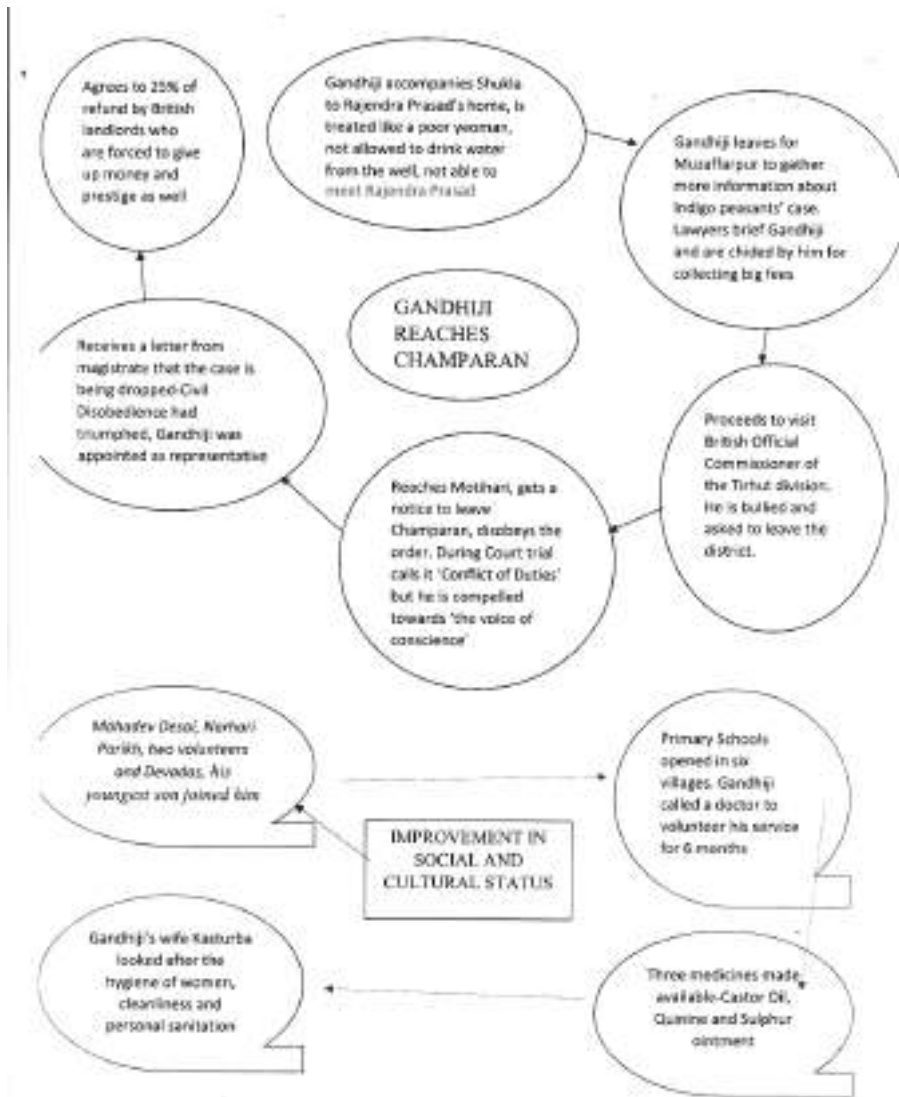 Gandhiji accompanies Shukla
to Rajendra Prasad's home, is
treated like a poor yeoman,
not allowed to drink water
from the well, not able to
meet Rajendra Prasad
Gandhiji leaves for
Muzaffarpur to gather
more information about
Indigo peasants' case.
Lawyers brief Gandhiji
and are chided by him for
collecting big fees
Proceeds to visit
British Official
Commissioner of
the Tirhut division.
He is bullied and
asked to leave the
district.
Reaches Motihari, gets a
notice to leave
Champaran, disobeys the
order. During Court trial
calls it 'Conflict of Duties'
but he is compelled
towards 'the voice of
conscience'
Receives a letter from
magistrate that the case is
being dropped-Civil
Disobedience had
triumphed, Gandhiji was
appointed as representative
Agrees to 25% of
refund by British
landlords who
are forced to give
up money and
prestige as well
GANDHIJI
REACHES
CHAMPARAN
IMPROVEMENT IN
SOCIAL AND
CULTURAL STATUS
Mahadev Desai, Narhari
Parikh, two volunteers
and Devadas, his
youngest son joined him
Primary Schools
opened in six
villages. Gandhiji
called a doctor to
volunteer his service
for 6 months
Three medicines made
available-Castor Oil,
Quinine and Sulphur
ointment
Gandhiji's wife Kasturba
looked after the
hygiene of women,
cleanliness and
personal sanitation